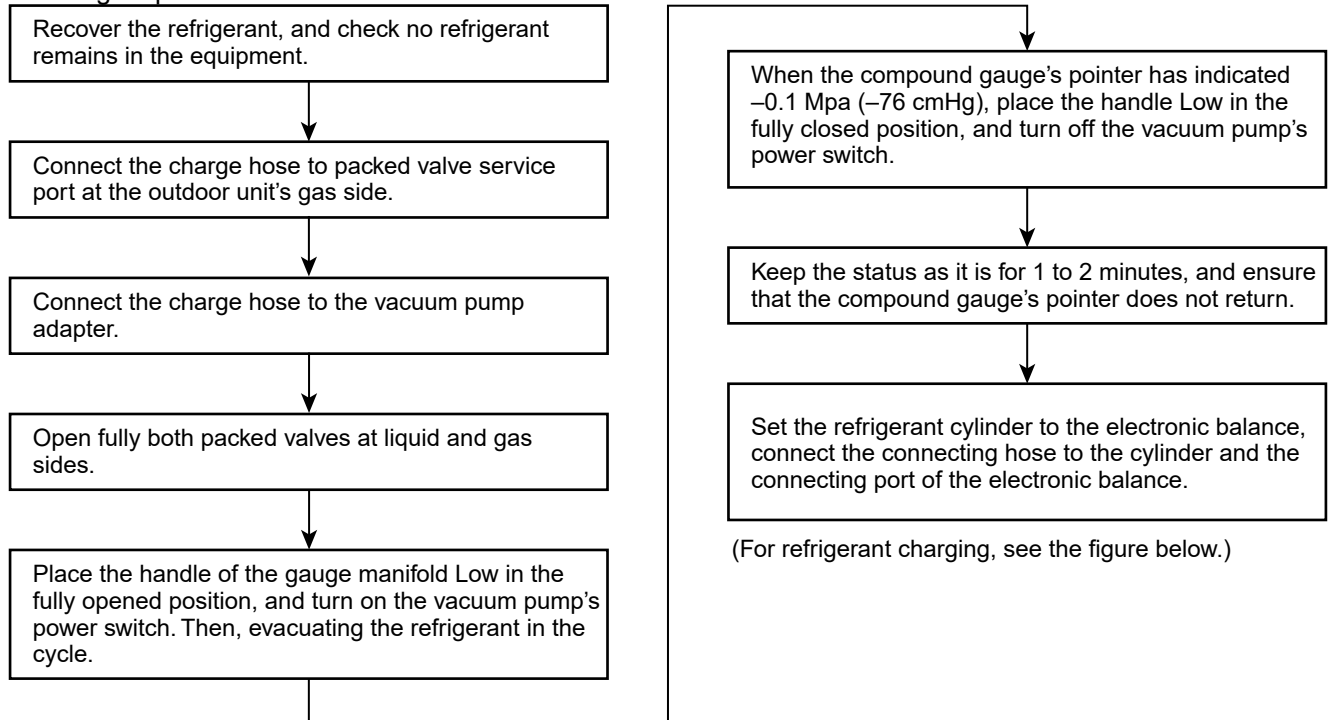 Recover the refrigerant, and check no refrigerant
remains in the equipment.
Connect the charge hose to packed valve service
port at the outdoor unit’s gas side.
Connect the charge hose to the vacuum pump
adapter.
Open fully both packed valves at liquid and gas
sides.
Place the handle of the gauge manifold Low in the
fully opened position, and turn on the vacuum pump’s
power switch. Then, evacuating the refrigerant in the
cycle.
When the compound gauge’s pointer has indicated
–0.1 Mpa (–76 cmHg), place the handle Low in the
fully closed position, and turn off the vacuum pump’s
power switch.
Keep the status as it is for 1 to 2 minutes, and ensure
that the compound gauge’s pointer does not return.
Set the refrigerant cylinder to the electronic balance,
connect the connecting hose to the cylinder and the
connecting port of the electronic balance.
(For refrigerant charging, see the figure below.)